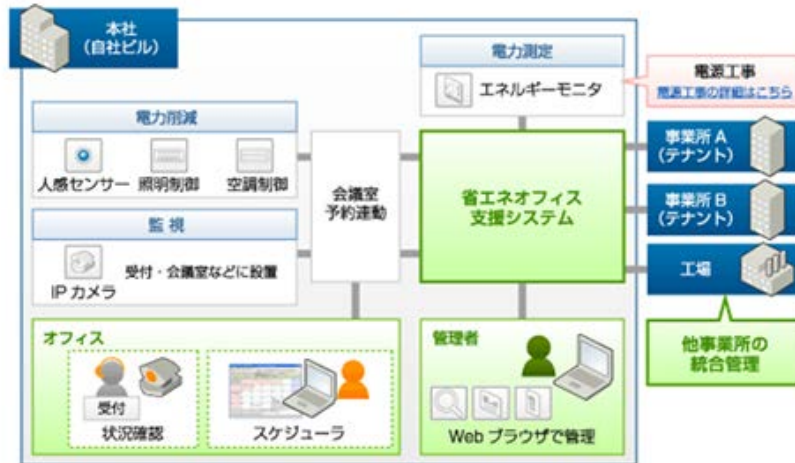 本社
(自社ビル)
電力測定
エネルギーモニタ
電源工事
電源工事の詳細はこちら
電力削減
人感センサー
照明制御
空調制御
監視
IPカメラ
受付・会議室などに設置
会議室
予約連動
省エネオフィス
支援システム
事業所A
(テナント)
事業所B
(テナント)
工場
他事業所の
統合管理
オフィス
受付
状況確認
スケジューラ
管理者
Webブラウザで管理